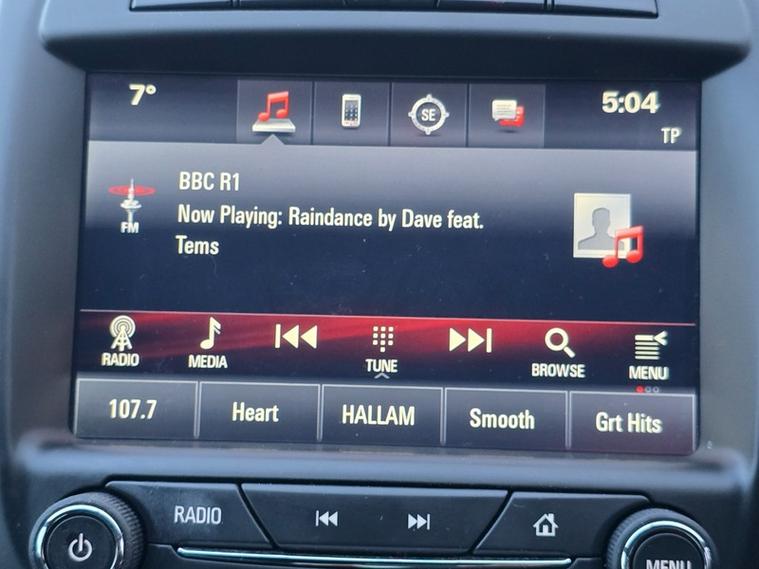 7°
SE
5:04
TP
FM
BBC R1
Now Playing: Raindance by Dave feat.
Tems
RADIO
MEDIA
TUNE
BROWSE
MENU
107.7
Heart
HALLAM
Smooth
Grt Hits
RADIO
MENU